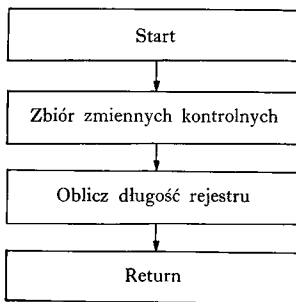 Start
Zbiór zmiennych kontrolnych
Oblicz długość rejestru
Return